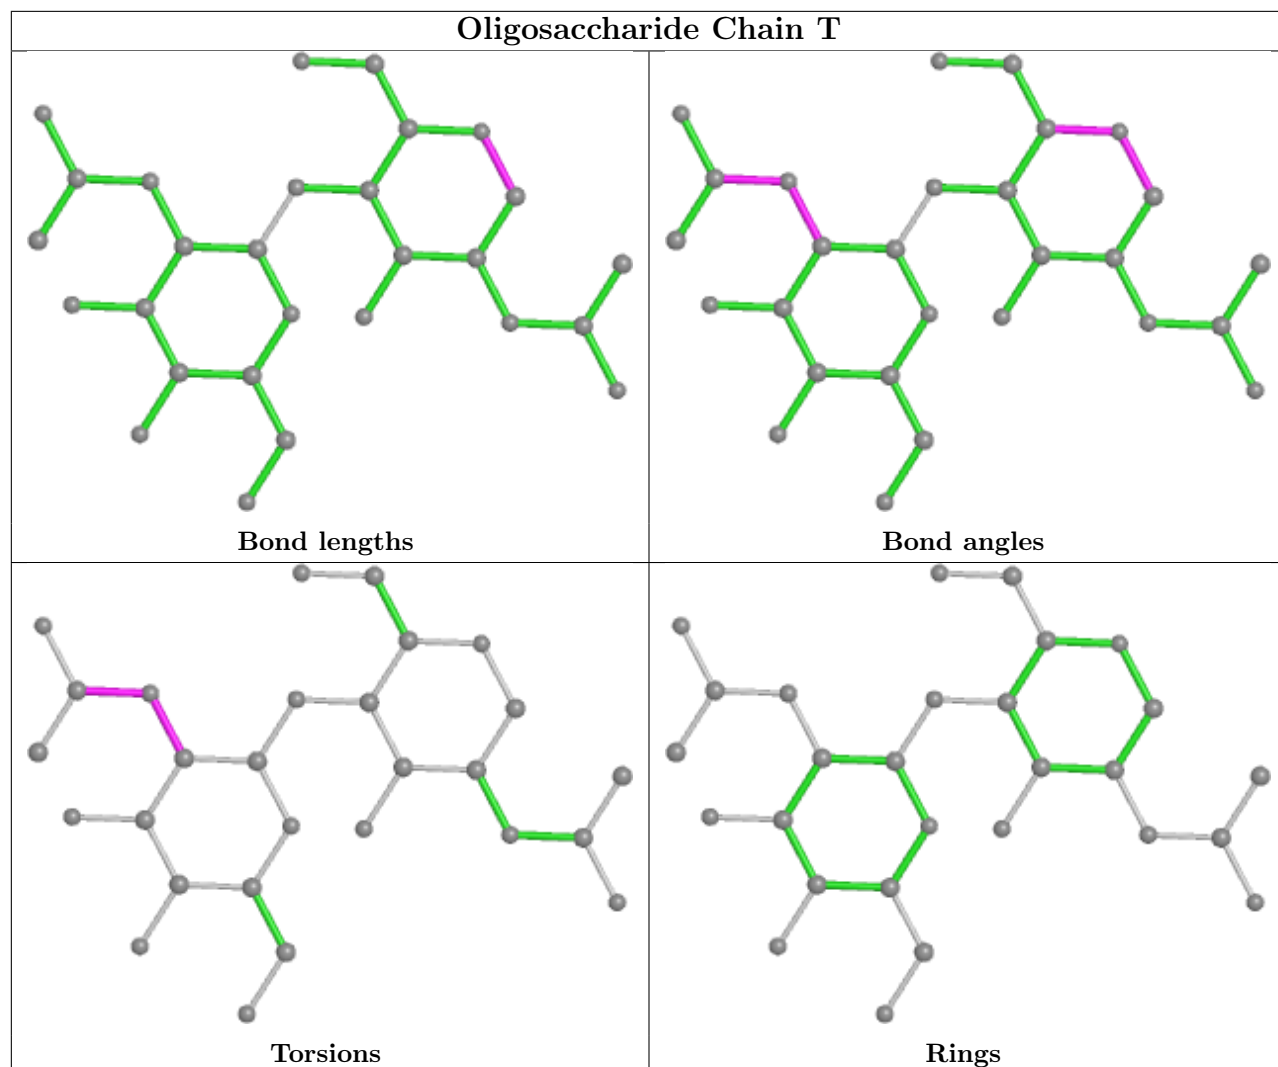 Oligosaccharide Chain T
Bond lengths
Bond angles
Torsions
Rings